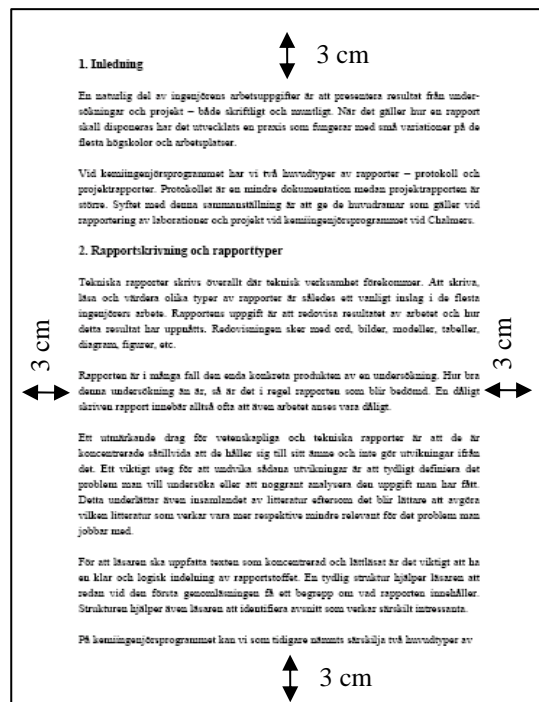 3 cm
1. Inledning
En naturlig del av ingenjörens arbetsuppgifter är att presentera resultat från under-
sökningar och projekt – både skriftligt och muntligt. När det gäller hur en rapport
skall disponeras har det utvecklats en praxis som fungerar med små variationer på de
flesta högskolor och arbetsplatser.
Vid kemiingenjörsprogrammet har vi två huvudtyper av rapporter – protokoll och
projektrapporter. Protokollet är en mindre dokumentation medan projektrapporten är
större. Syftet med denna sammanställning är att ge de huvudramar som gäller vid
rapportering av laborationer och projekt vid kemiingenjörsprogrammet vid Chalmers.
2. Rapportskrivning och rapporttyper
Tekniska rapporter skrivs överallt där teknisk verksamhet förekommer. Att skriva,
läsa och värdera olika typer av rapporter är således ett vanligt inslag i de flesta
ingenjörers arbete. Rapportens uppgift är att redovisa resultatet av arbetet och hur
detta resultat har uppnåtts. Redovisningen sker med ord, bilder, modeller, tabeller,
diagram, figurer, etc.
3 cm
3 cm
Rapporten är i många fall den enda konkreta produkten av en undersökning. Hur bra
denna undersökning än är, så är det i regel rapporten som blir bedömd. En dåligt
skriven rapport innebär alltså ofta att även arbetet anses vara dåligt.
Ett utmärkande drag för vetenskapliga och tekniska rapporter är att de är
koncentrerade såtillvida att de håller sig till sitt ämne och inte gör utvikningar ifrån
det. Ett viktigt steg för att undvika sådana utvikningar är att tydligt definiera det
problem man vill undersöka eller att noggrant analysera den uppgift man har fått.
Detta underlättar även insamlandet av litteratur eftersom det blir lättare att avgöra
vilken litteratur som verkar vara mer respektive mindre relevant för det problem man
jobbar med.
För att läsaren ska uppfatta texten som koncentrerad och lättläst är det viktigt att ha
en klar och logisk indelning av rapportstoffet. En tydlig struktur hjälper läsaren att
redan vid den första genomläsningen få ett begrepp om vad rapporten innehåller.
Strukturen hjälper även läsaren att identifiera avsnitt som verkar särskilt intressanta.
På kemiingenjörsprogrammet kan vi som tidigare nämnts särskilja två huvudtyper av
3 cm